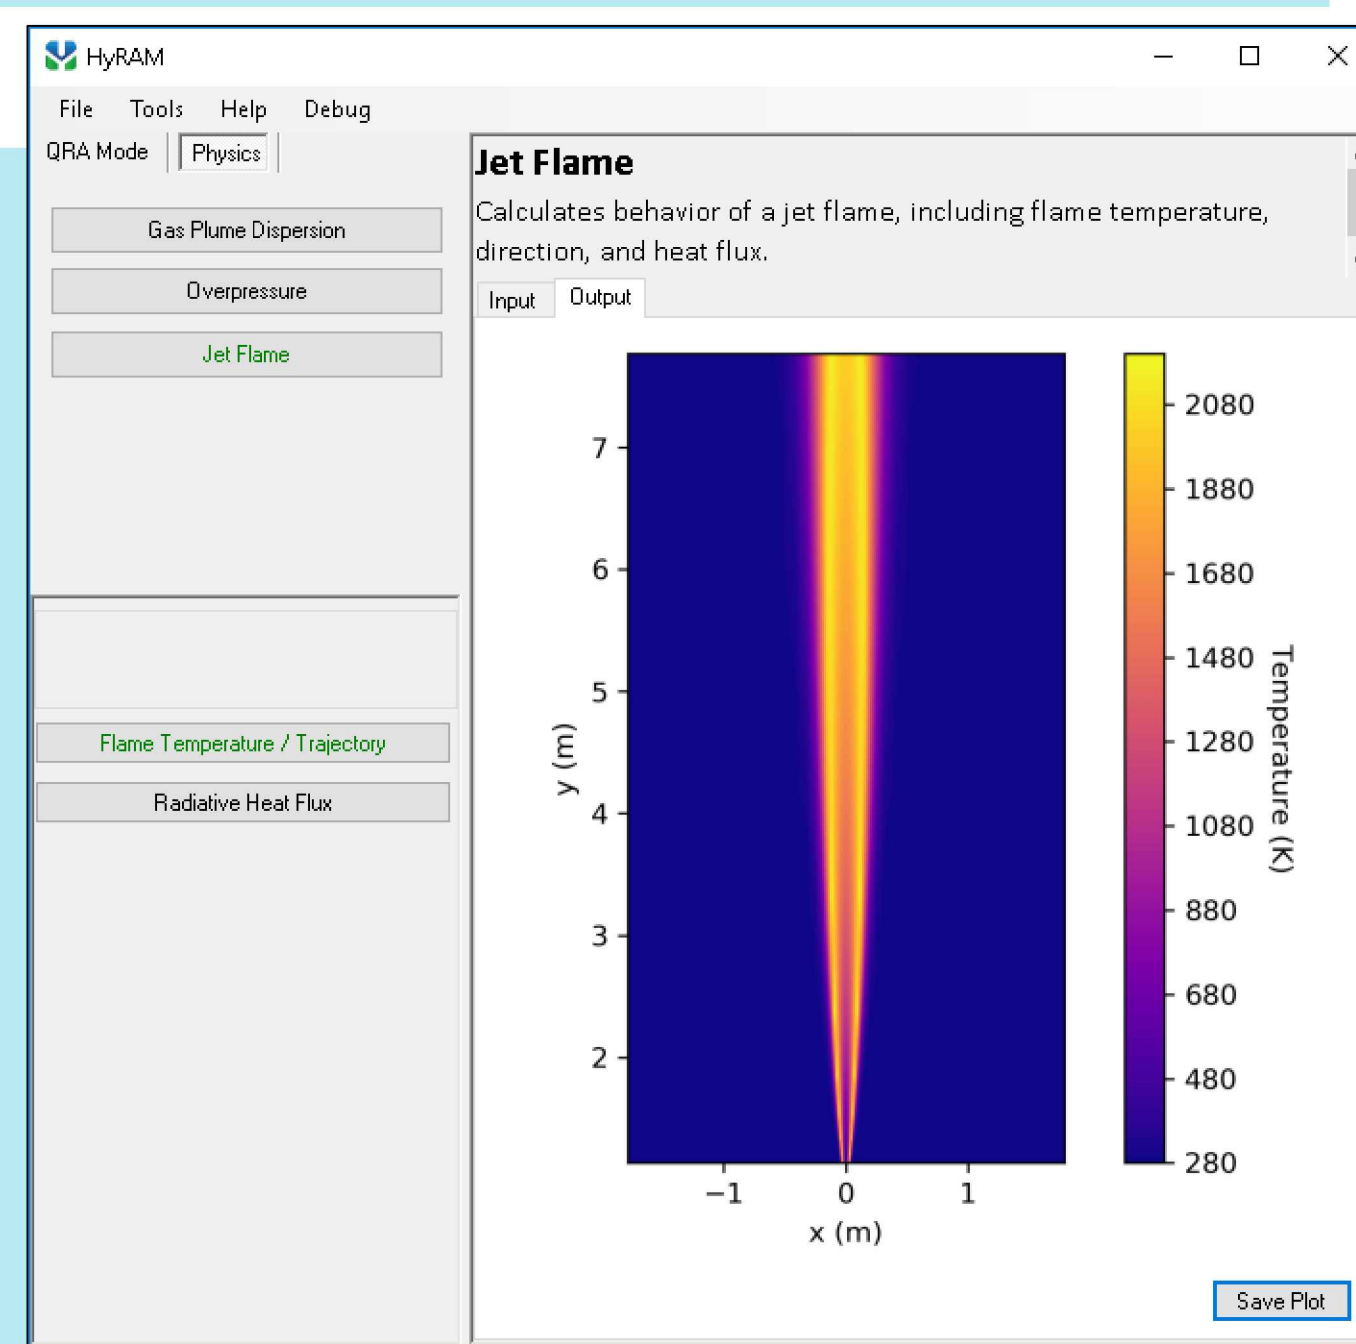 HyRAM
File Tools Help Debug
QRA Mode Physics
Gas Plume Dispersion
Overpressure
Jet Flame
Flame Temperature / Trajectory
Radiative Heat Flux
Jet Flame
Calculates behavior of a jet flame, including flame temperature,
direction, and heat flux.
Input Output
7
6
5
4
3
2
y (m)
−1 0 1
x (m)
2080
1880
1680
1480
1280
1080
880
680
480
280
Temperature (K)
Save Plot